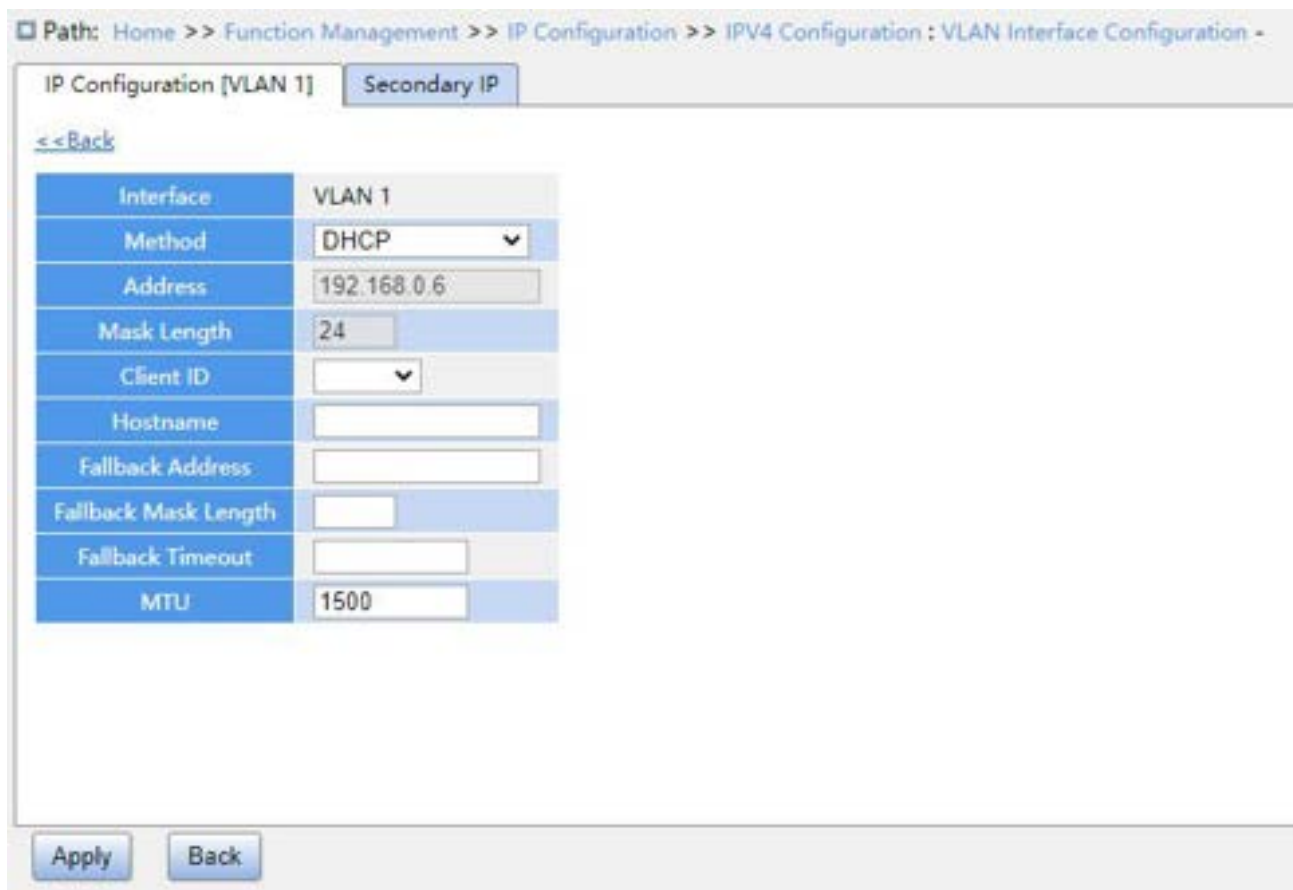 Path: Home >> Function Management >> IP Configuration >> IPV4 Configuration : VLAN Interface Configuration -
IP Configuration [VLAN 1] Secondary IP
<<Back
Interface VLAN 1
Method DHCP
Address 192.168.0.6
Mask Length 24
Client ID
Hostname
Fallback Address
Fallback Mask Length
Fallback Timeout
MTU 1500
Apply Back